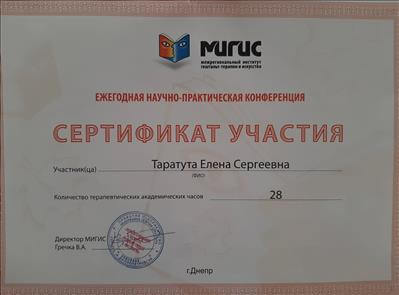 МИГИС
межрегиональный институт
гештальт-терапии и искусства
ЕЖЕГОДНАЯ НАУЧНО-ПРАКТИЧЕСКАЯ КОНФЕРЕНЦИЯ
СЕРТИФИКАТ УЧАСТИЯ
Участник(ца) Таратута Елена Сергеевна
(ФИО)
Количество терапевтических академических часов 28
Директор МИГИС
Гречка В.А.
г.Днепр